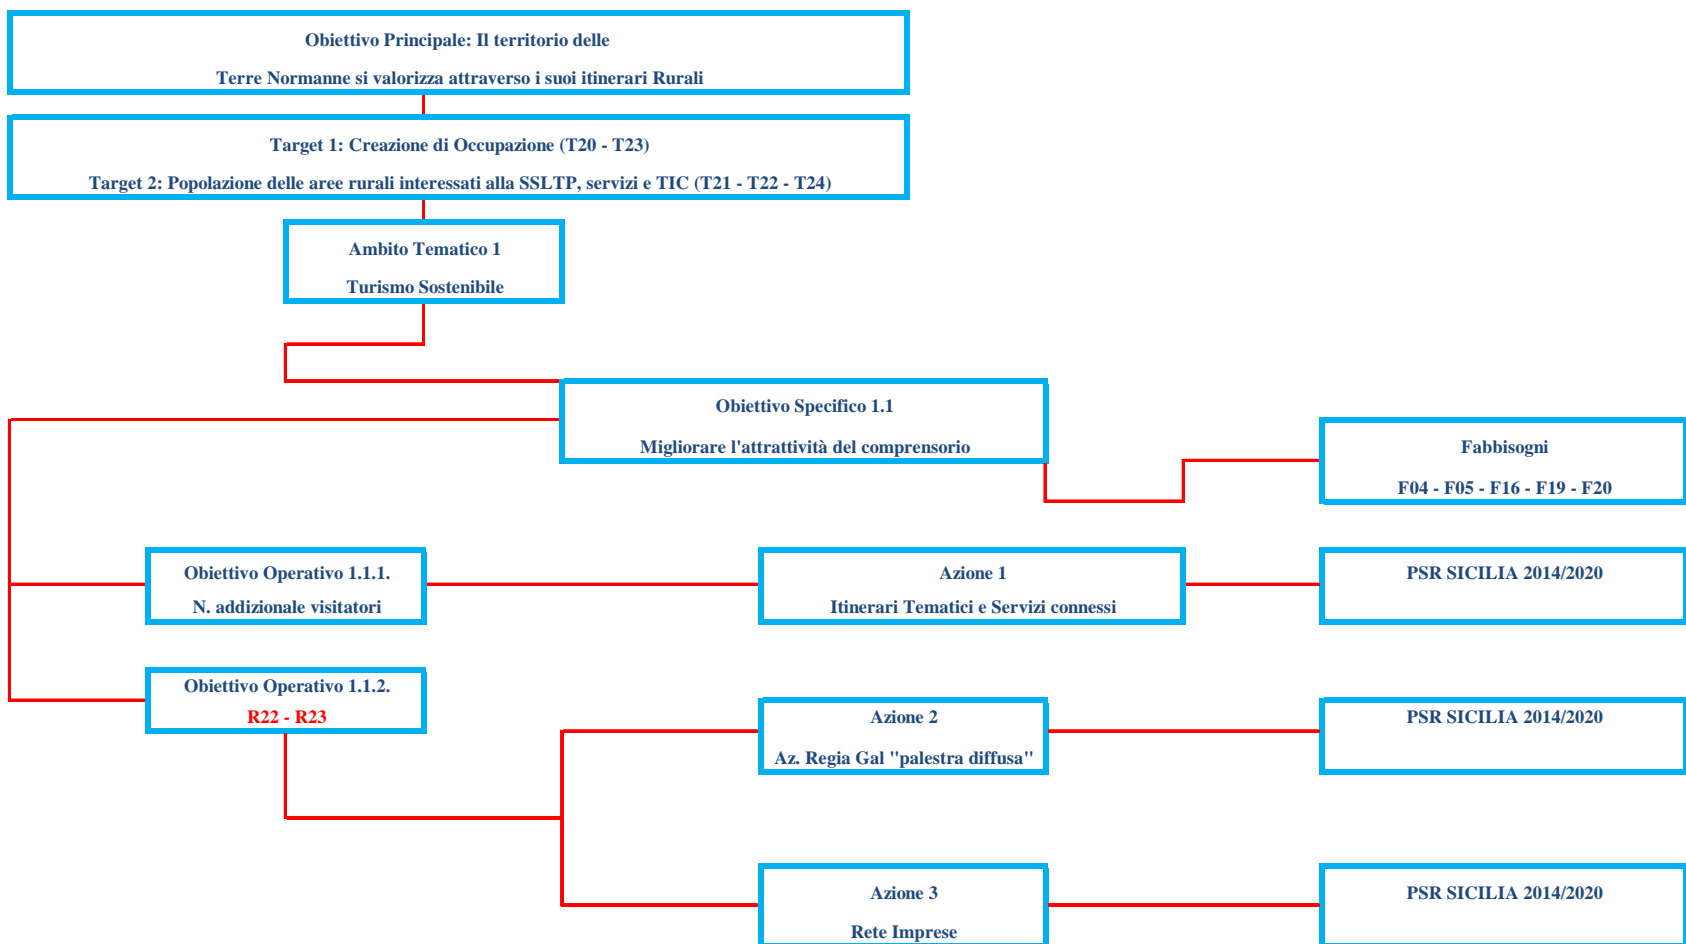 Obiettivo Principale: Il territorio delle
Terre Normanne si valorizza attraverso i suoi itinerari Rurali
Target 1: Creazione di Occupazione (T20 - T23)
Target 2: Popolazione delle aree rurali interessati alla SSLTP, servizi e TIC (T21 - T22 - T24)
Ambito Tematico 1
Turismo Sostenibile
Obiettivo Specifico 1.1
Migliorare l'attrattività del comprensorio
Fabbisogni
F04 - F05 - F16 - F19 - F20
Obiettivo Operativo 1.1.1.
N. addizionale visitatori
Azione 1
Itinerari Tematici e Servizi connessi
PSR SICILIA 2014/2020
Obiettivo Operativo 1.1.2.
R22 - R23
Azione 2
Az. Regia Gal "palestra diffusa"
PSR SICILIA 2014/2020
Azione 3
Rete Imprese
PSR SICILIA 2014/2020